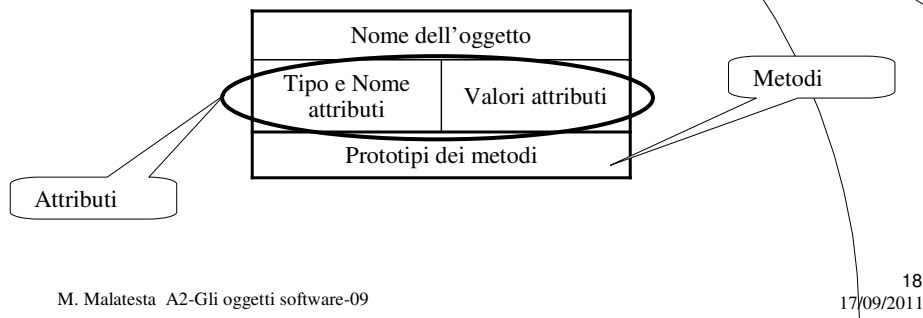 Nome dell'oggetto
Tipo e Nome
attributi
Valori attributi
Metodi
Prototipi dei metodi
Attributi
M. Malatesta A2-Gli oggetti software-09
18
17/09/2011